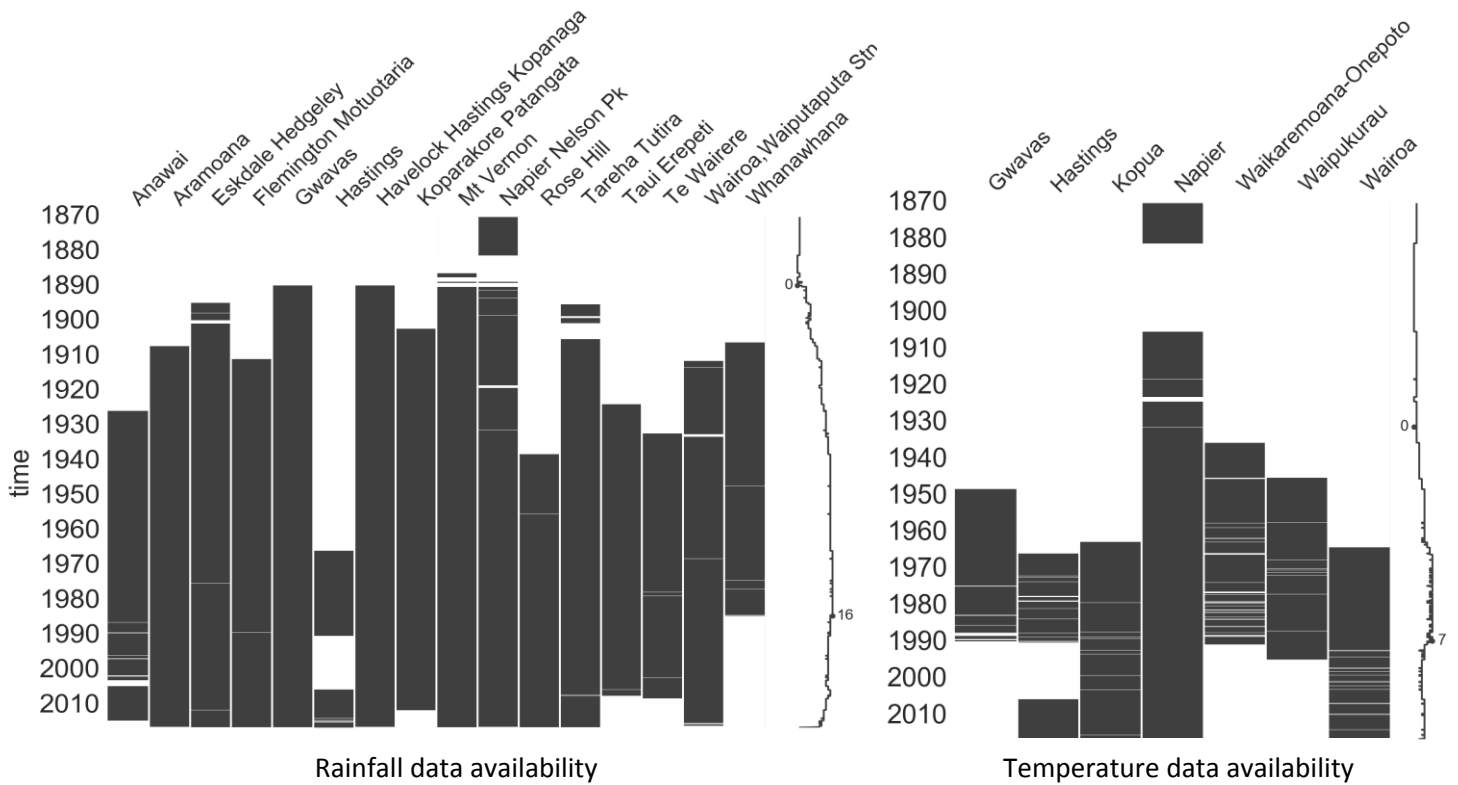 Anawai
Aramoana
Eskdale Hedgeley
Flemington Motuotaria
Gwavas
Hastings
Havelock Hastings Kopanaga
Koparakore Patangata
Mt Vernon
Napier Nelson Pk
Rose Hill
Tareha Tutira
Taui Erepeti
Te Wairere
Wairoa,Waiputaputa Stn
Whanawhana
1870
1880
1890
1900
1910
1920
1930
1940
1950
1960
1970
1980
1990
2000
2010
time
0
16
Rainfall data availability
Gwavas
Hastings
Kopua
Napier
Waikaremoana-Onepoto
Waipukurau
Wairoa
1870
1880
1890
1900
1910
1920
1930
1940
1950
1960
1970
1980
1990
2000
2010
0
7
Temperature data availability